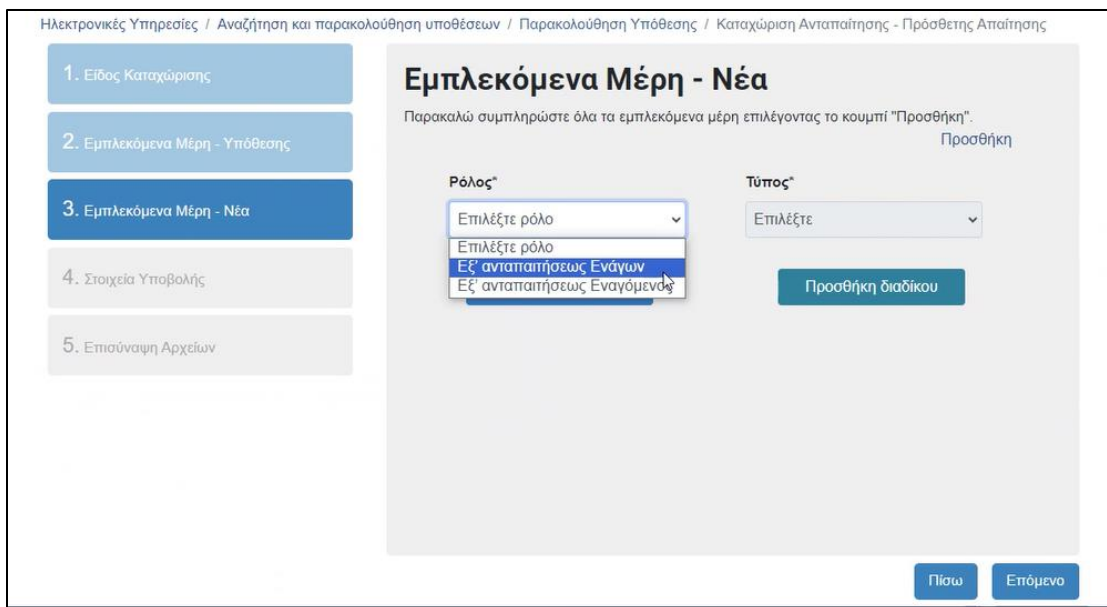 Ηλεκτρονικές Υπηρεσίες / Αναζήτηση και παρακολούθηση υποθέσεων / Παρακολούθηση Υπόθεσης / Καταχώριση Ανταπαίτησης - Πρόσθετης Απαίτησης
1. Είδος Καταχώρισης
2. Εμπλεκόμενα Μέρη - Υπόθεσης
3. Εμπλεκόμενα Μέρη - Νέα
4. Στοιχεία Υποβολής
5. Επισύναψη Αρχείων
Εμπλεκόμενα Μέρη - Νέα
Παρακαλώ συμπληρώστε όλα τα εμπλεκόμενα μέρη επιλέγοντας το κουμπί "Προσθήκη".
Προσθήκη
Ρόλος* Τύπος*
Επιλέξτε ρόλο Επιλέξτε
Επιλέξτε ρόλο
Εξ' ανταπαιτήσεως Ενάγων
Εξ' ανταπαιτήσεως Εναγόμενος
Προσθήκη διαδίκου
Πίσω Επόμενο